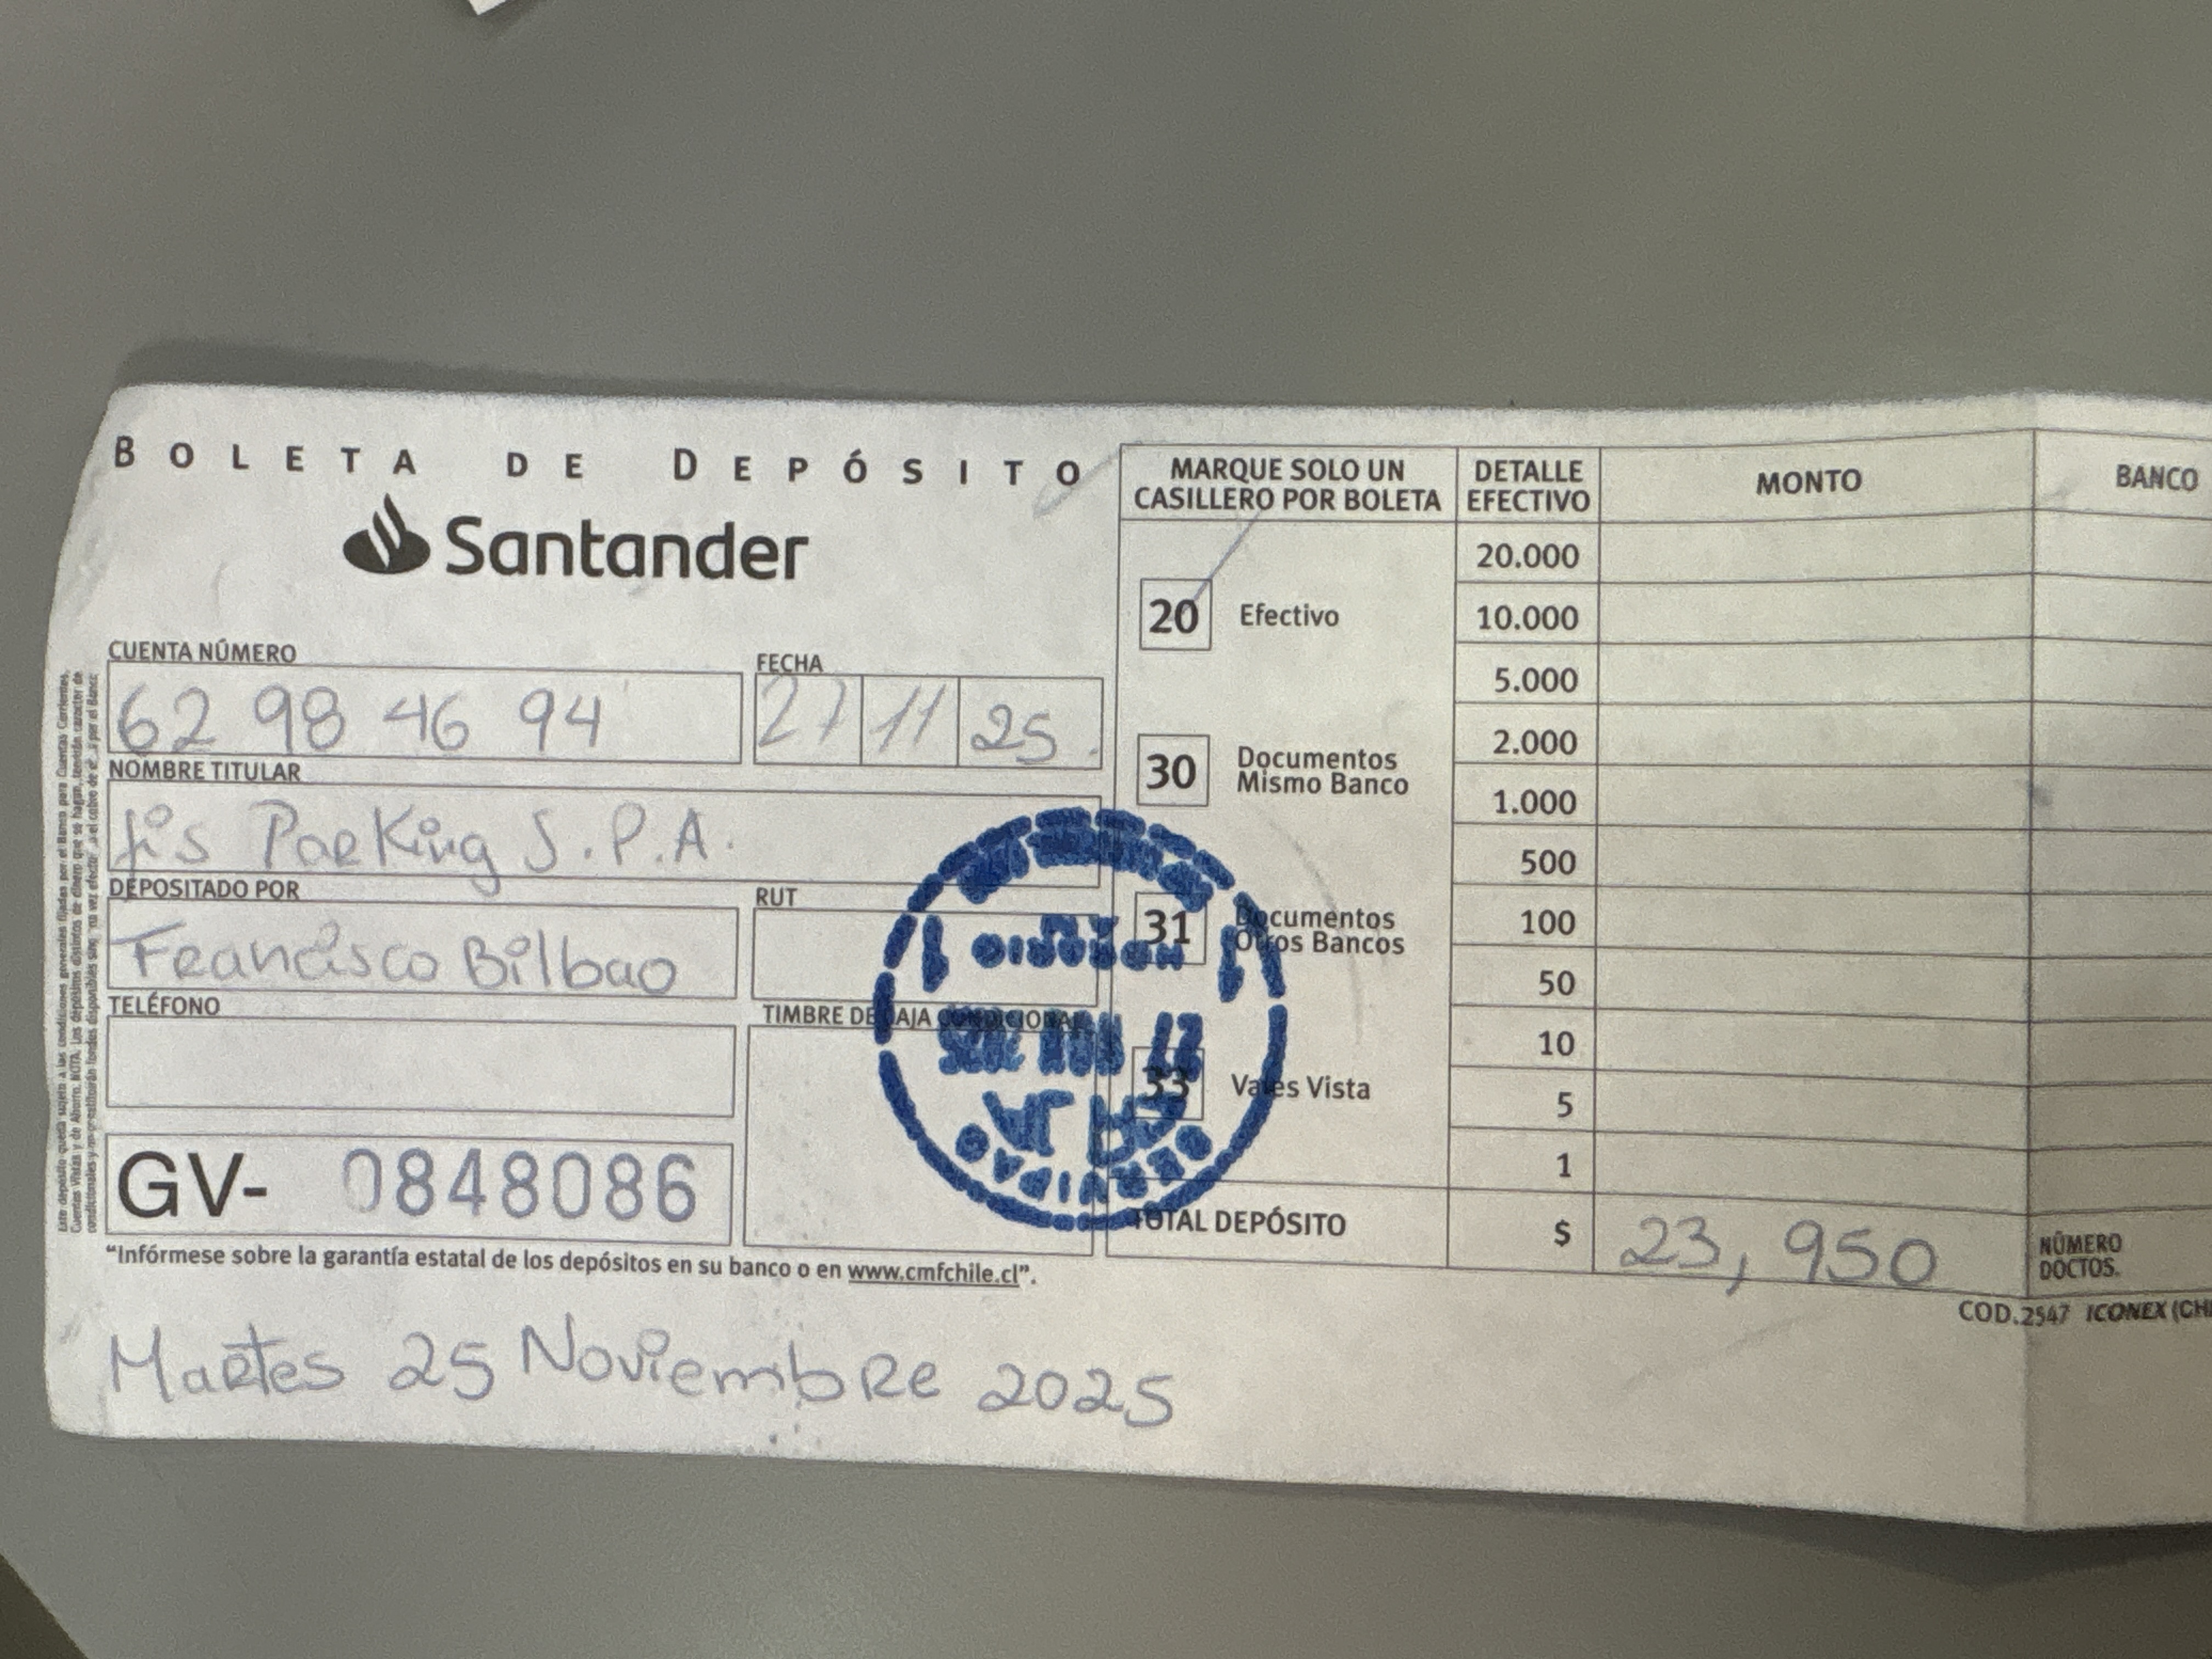 BOLETA DE DEPÓSITO
Santander
CUENTA NÚMERO
62 98 46 94
FECHA
27 11 25
NOMBRE TITULAR
Jis Parking S.P.A.
DEPOSITADO POR
Francisco Bilbao
RUT
TELÉFONO
TIMBRE DE CAJA CONDICIONAL
GV- 0848086
"Infórmese sobre la garantía estatal de los depósitos en su banco o en www.cmfchile.cl".
Martes 25 Noviembre 2025
MARQUE SOLO UN
CASILLERO POR BOLETA
20 Efectivo
30 Documentos
Mismo Banco
31 Documentos
Otros Bancos
33 Vales Vista
DETALLE
EFECTIVO
MONTO
BANCO
20.000
10.000
5.000
2.000
1.000
500
100
50
10
5
1
TOTAL DEPÓSITO $ 23,950
NÚMERO
DOCTOS.
COD.2547 ICONEX